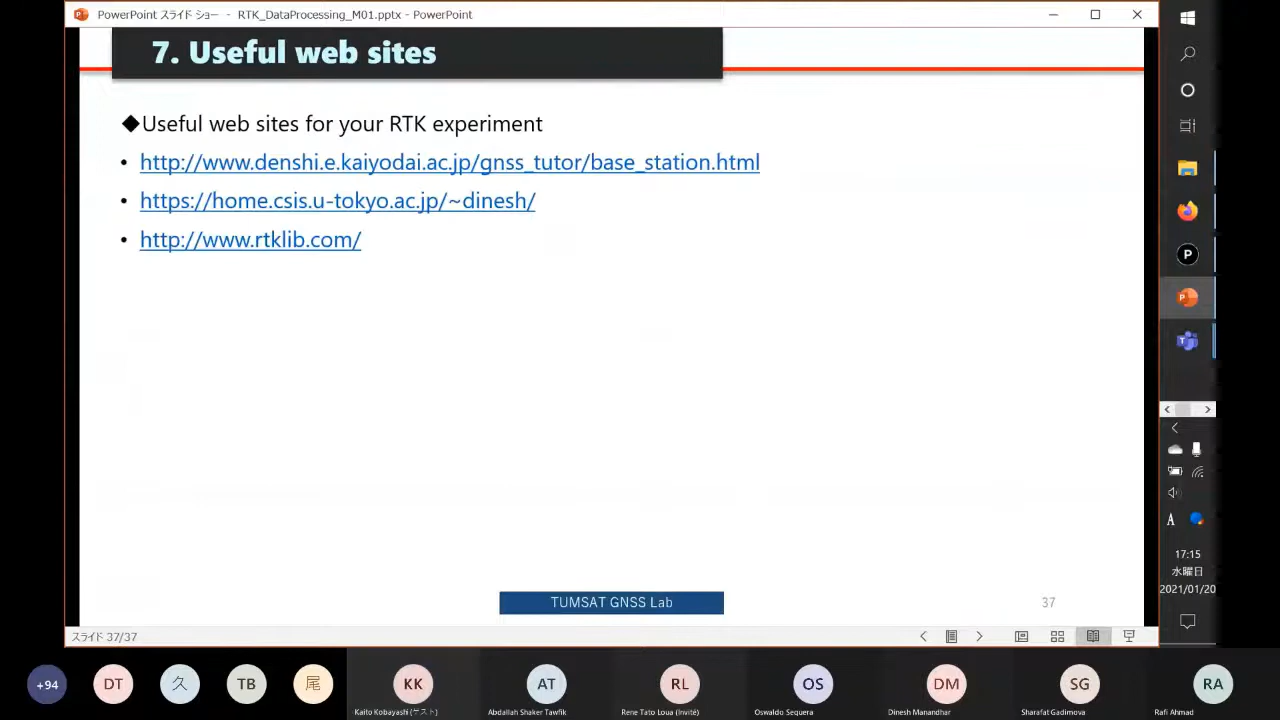 PowerPoint スライド ショー - RTK_DataProcessing_M01.pptx - PowerPoint
7. Useful web sites
◆Useful web sites for your RTK experiment
• http://www.denshi.e.kaiyodai.ac.jp/gnss_tutor/base_station.html
• https://home.csis.u-tokyo.ac.jp/~dinesh/
• http://www.rtklib.com/
TUMSAT GNSS Lab
37
スライド 37/37
A
17:15
水曜日
2021/01/20
+94
DT
久
TB
尾
KK
Kaito Kobayashi (ゲスト)
AT
Abdallah Shaker Tawfik
RL
Rene Tato Loua (Invité)
OS
Oswaldo Sequera
DM
Dinesh Manandhar
SG
Sharafat Gadimova
RA
Rafi Ahmad